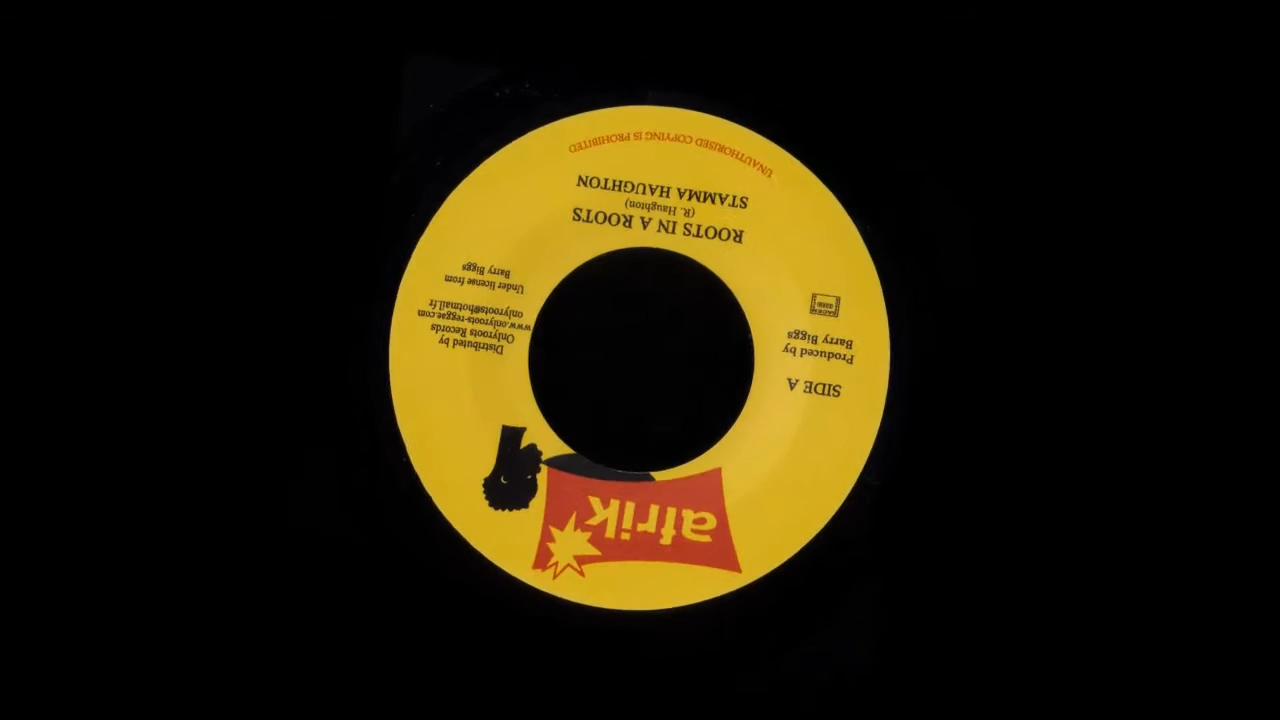 afrik
SIDE A
Produced by
Barry Biggs
Distributed by
Onlyroots Records
www.onlyroots-reggae.com
onlyroots@hotmail.fr
Under license from
Barry Biggs
ROOTS IN A ROOTS
(R. Haughton)
STAMMA HAUGHTON
UNAUTHORISED COPYING IS PROHIBITED